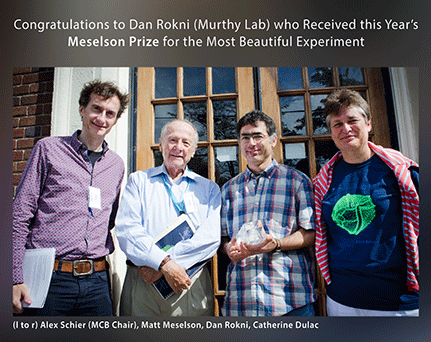 Congratulations to Dan Rokni (Murthy Lab) who Received this Year's
Meselson Prize for the Most Beautiful Experiment
(l to r) Alex Schier (MCB Chair), Matt Meselson, Dan Rokni, Catherine Dulac